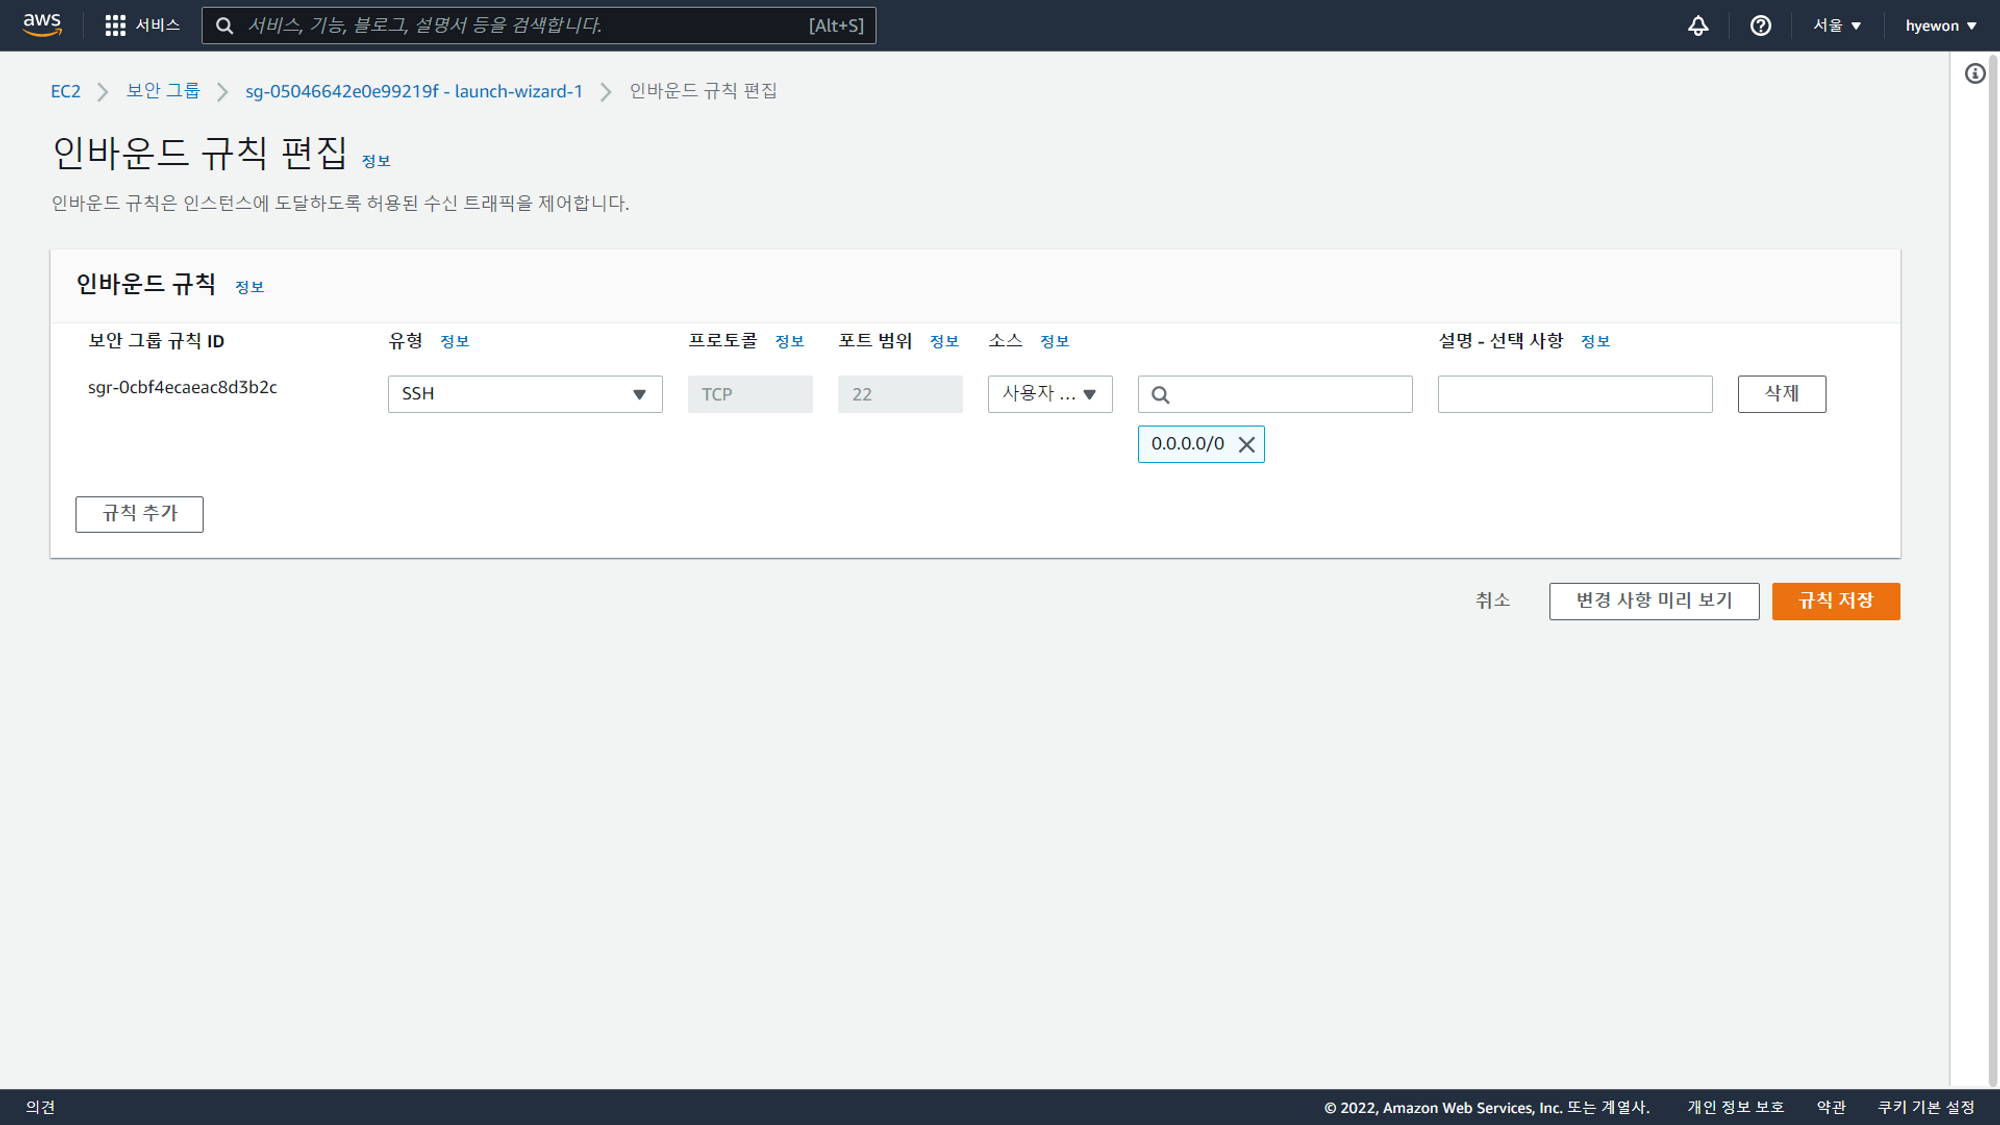 aws 서비스 서비스, 기능, 블로그, 설명서 등을 검색합니다. [Alt+S] 서울 ▼ hyewon ▼
EC2 > 보안 그룹 > sg-05046642e0e99219f - launch-wizard-1 > 인바운드 규칙 편집
인바운드 규칙 편집 정보
인바운드 규칙은 인스턴스에 도달하도록 허용된 수신 트래픽을 제어합니다.
인바운드 규칙 정보
보안 그룹 규칙 ID 유형 정보 프로토콜 정보 포트 범위 정보 소스 정보 설명 - 선택 사항 정보
sgr-0cbf4ecaeac8d3b2c SSH TCP 22 사용자 ... 삭제
0.0.0.0/0
규칙 추가
취소 변경 사항 미리 보기 규칙 저장
의견 © 2022, Amazon Web Services, Inc. 또는 계열사. 개인 정보 보호 약관 쿠키 기본 설정